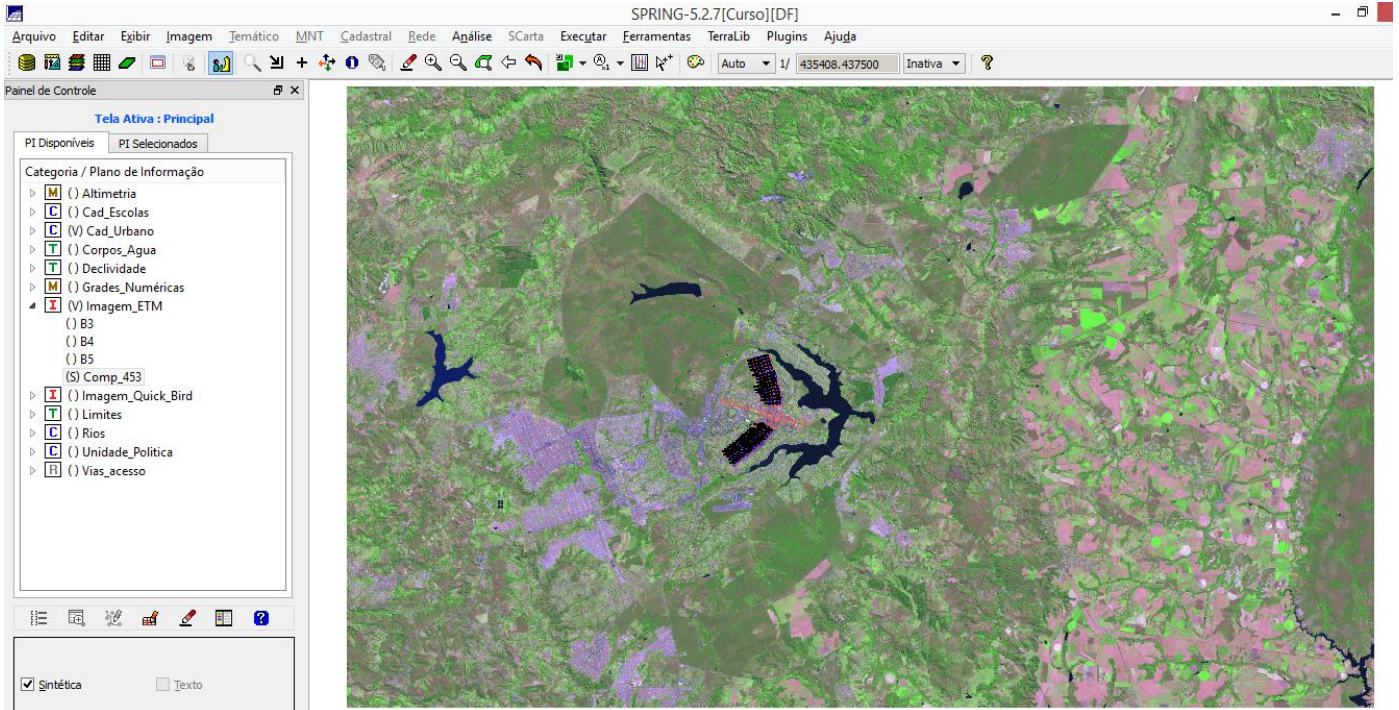 SPRING-5.2.7[Curso][DF]
Arquivo Editar Exibir Imagem Temático MNT Cadastral Rede Análise SCarta Executar Ferramentas TerraLib Plugins Ajuda
Auto 1/ 435408.437500 Inativa
Painel de Controle
Tela Ativa : Principal
PI Disponíveis PI Selecionados
Categoria / Plano de Informação
M ( ) Altimetria
C ( ) Cad_Escolas
C (V) Cad_Urbano
T ( ) Corpos_Agua
T ( ) Declividade
M ( ) Grades_Numéricas
I (V) Imagem_ETM
( ) B3
( ) B4
( ) B5
(S) Comp_453
I ( ) Imagem_Quick_Bird
T ( ) Limites
C ( ) Rios
C ( ) Unidade_Politica
R ( ) Vias_acesso
Sintética Texto